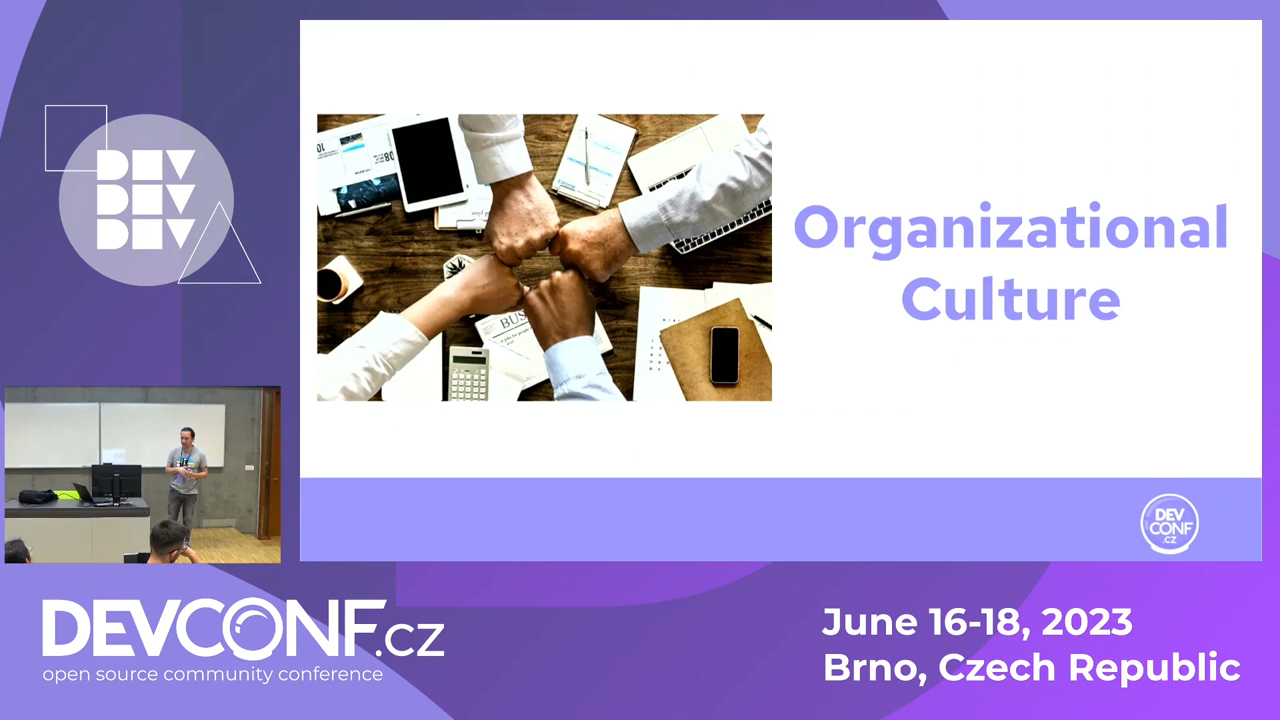 DEV
DEV
DEV
Organizational
Culture
BUS
DEV
CONF
.CZ
DEVCONF.CZ
open source community conference
June 16-18, 2023
Brno, Czech Republic